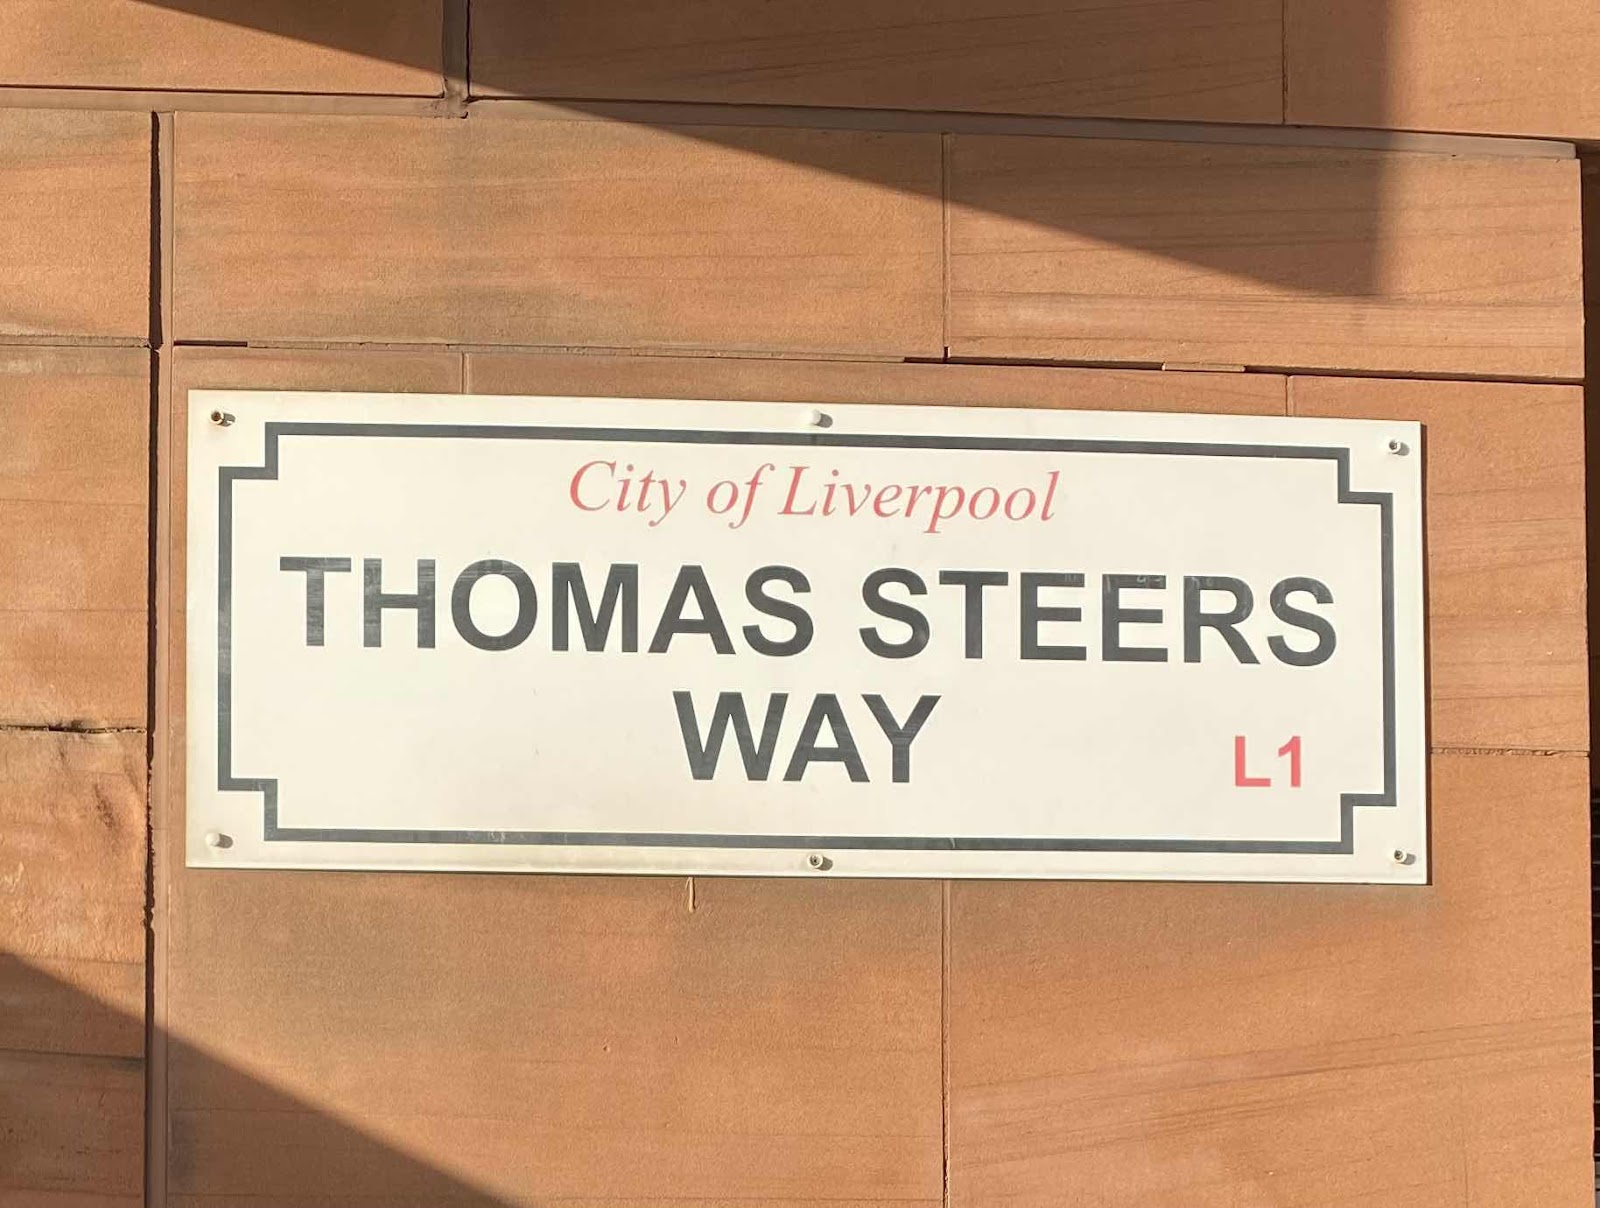 City of Liverpool
THOMAS STEERS
WAY
L1